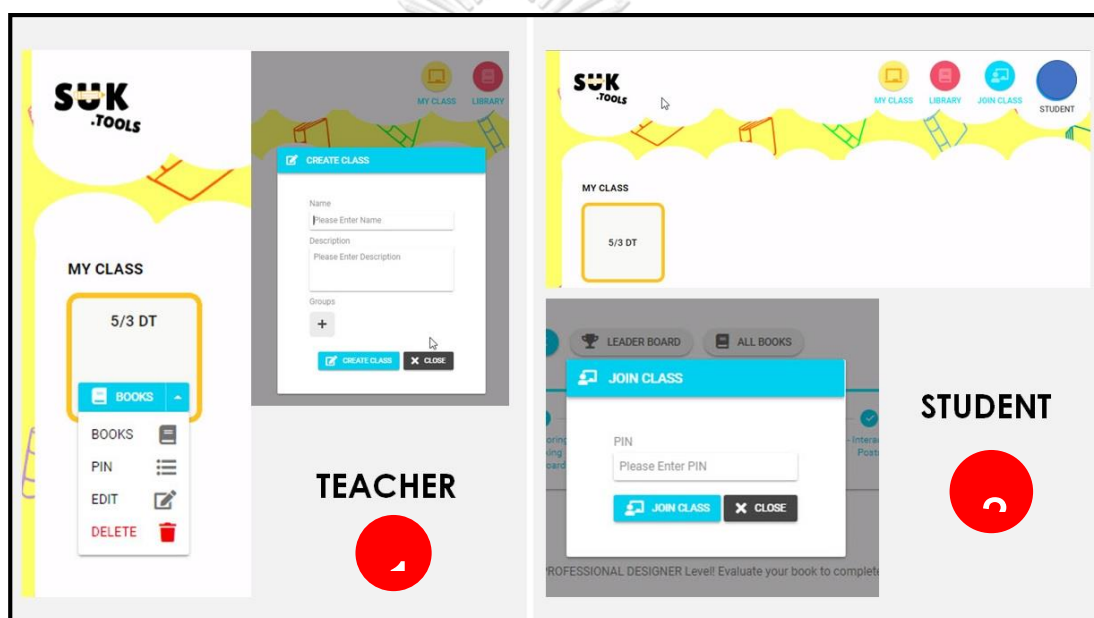 SUK
.TOOLS
MY CLASS
LIBRARY
CREATE CLASS
Name
Please Enter Name
Description
Please Enter Description
Groups
+
CREATE CLASS
CLOSE
MY CLASS
5/3 DT
BOOKS
BOOKS
PIN
EDIT
DELETE
TEACHER
SUK
.TOOLS
MY CLASS
LIBRARY
JOIN CLASS
STUDENT
MY CLASS
5/3 DT
LEADER BOARD
ALL BOOKS
JOIN CLASS
PIN
Please Enter PIN
JOIN CLASS
CLOSE
PROFESSIONAL DESIGNER Level! Evaluate your book to complete
STUDENT